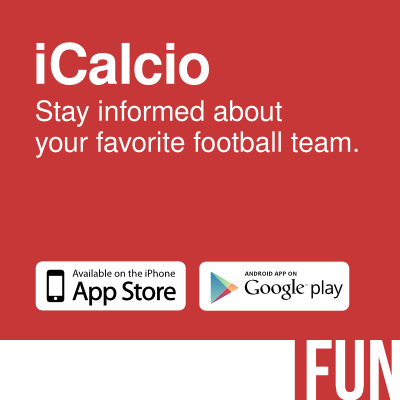 iCalcio
Stay informed about
your favorite football team.
Available on the iPhone
App Store
ANDROID APP ON
Google play
FUN